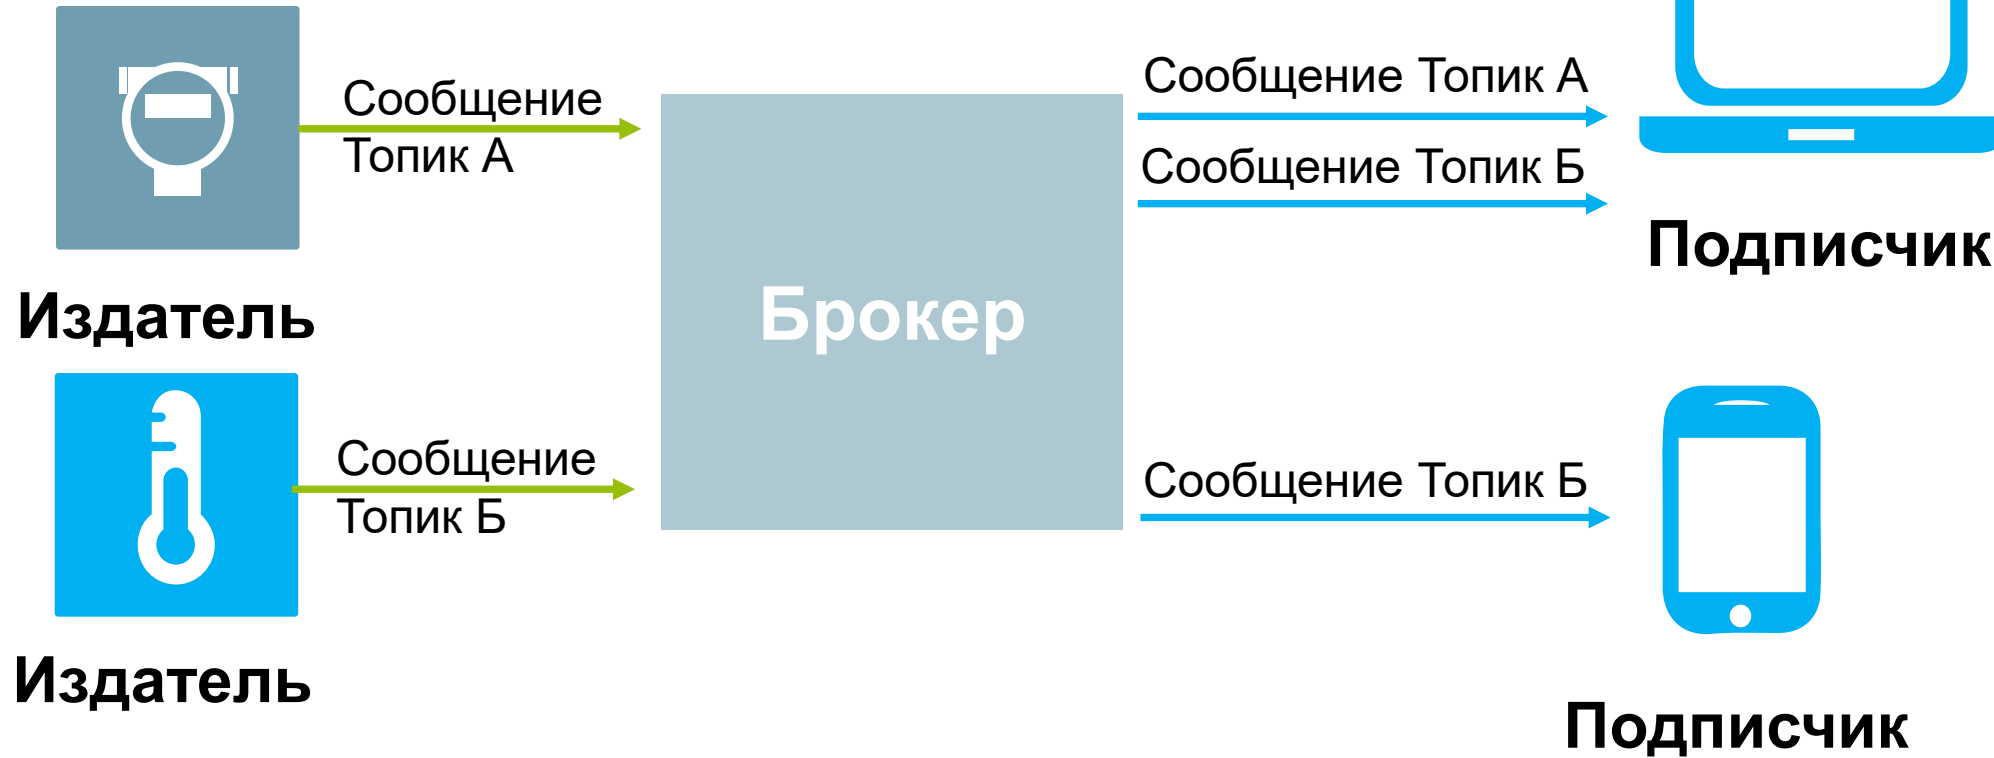 Сообщение
Топик А
Издатель
Сообщение
Топик Б
Издатель
Брокер
Сообщение Топик А
Сообщение Топик Б
Подписчик
Сообщение Топик Б
Подписчик